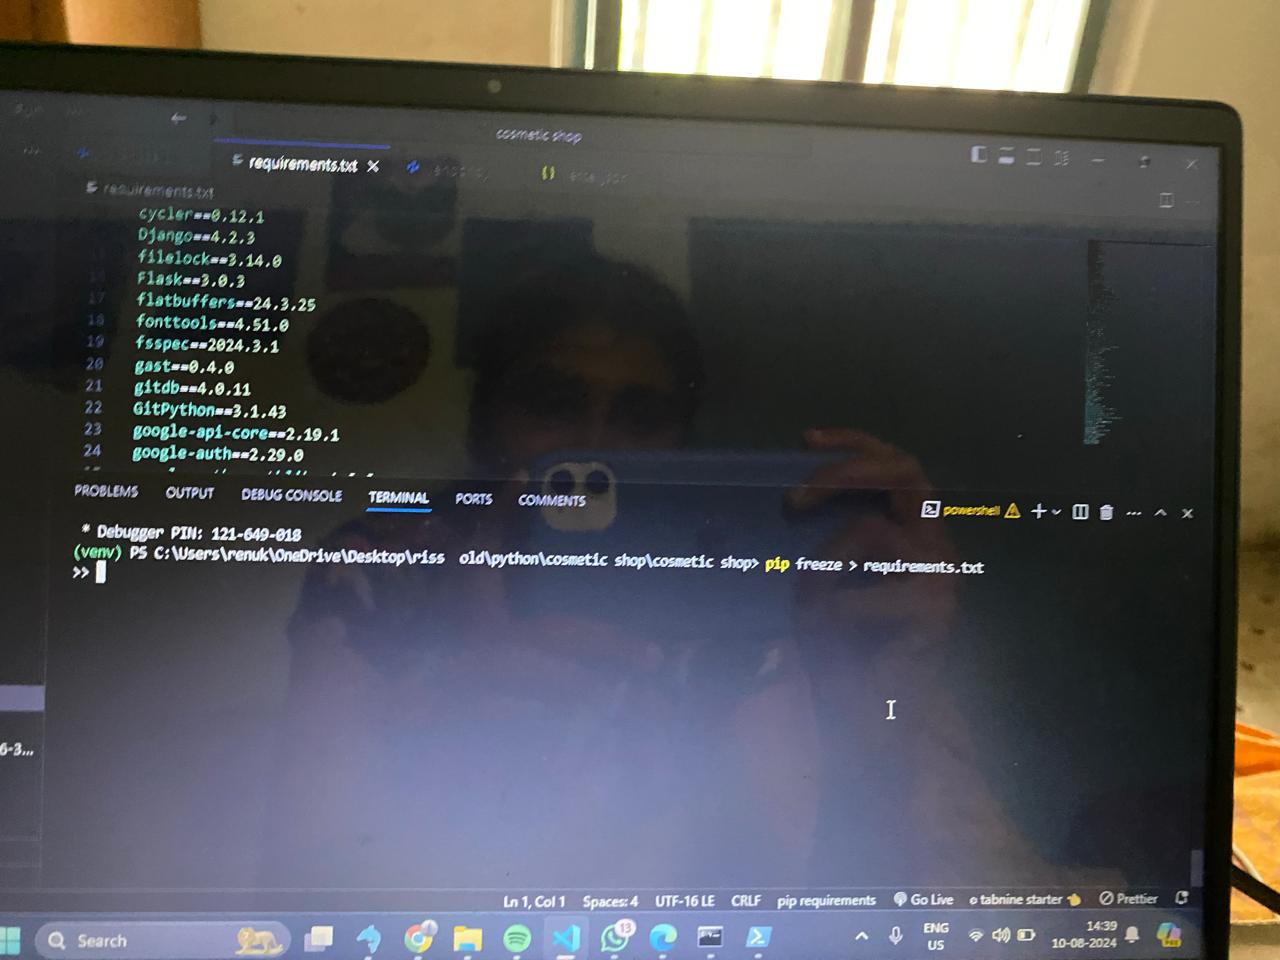 cosmetic shop
requirements.txt
requirements.txt
cycler==0.12.1
Django==4.2.3
filelock==3.14.0
Flask==3.0.3
17 flatbuffers==24.3.25
18 fonttools==4.51.0
19 fsspec==2024.3.1
20 gast==0.4.0
21 gitdb==4.0.11
22 GitPython==3.1.43
23 google-api-core==2.19.1
24 google-auth==2.29.0
PROBLEMS OUTPUT DEBUG CONSOLE TERMINAL PORTS COMMENTS powershell
* Debugger PIN: 121-649-018
(venv) PS C:\Users\renuk\OneDrive\Desktop\riss  old\python\cosmetic shop\cosmetic shop> pip freeze > requirements.txt
>>
6-3...
Ln 1, Col 1 Spaces: 4 UTF-16 LE CRLF pip requirements Go Live tabnine starter Prettier
Search 13 ENG 14:39
US 10-08-2024